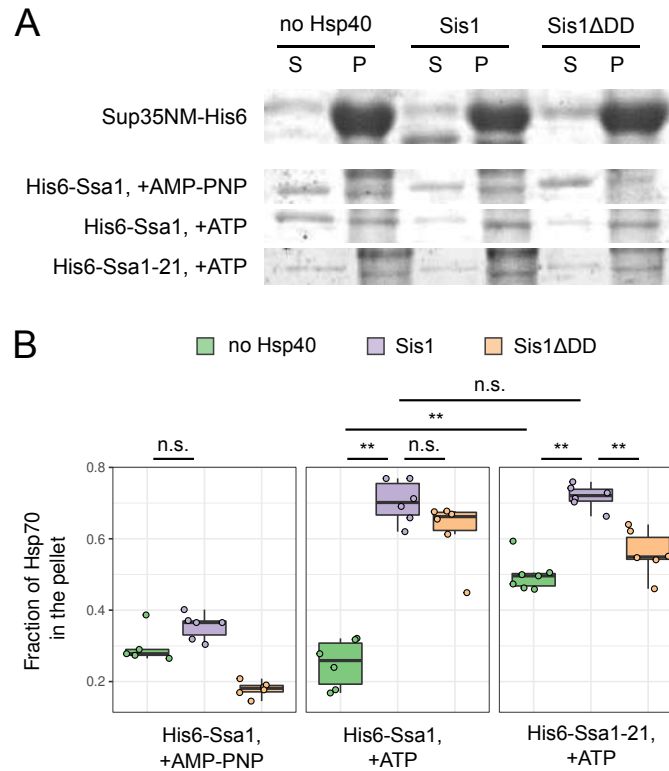 A
no Hsp40 Sis1 Sis1ΔDD
S P S P S P
Sup35NM-His6
His6-Ssa1, +AMP-PNP
His6-Ssa1, +ATP
His6-Ssa1-21, +ATP
B
no Hsp40 Sis1 Sis1ΔDD
n.s.
**
n.s. ** n.s. ** **
0.8
0.6
0.4
0.2
Fraction of Hsp70
in the pellet
His6-Ssa1, His6-Ssa1, His6-Ssa1-21,
+AMP-PNP +ATP +ATP